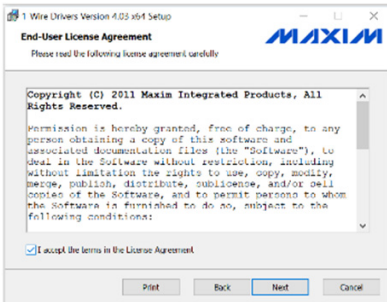 1 Wire Drivers Version 4.03 x64 Setup
End-User License Agreement
MAXIM
Please read the following license agreement carefully
Copyright (C) 2011 Maxim Integrated Products, All
Rights Reserved.
Permission is hereby granted, free of charge, to any
person obtaining a copy of this software and
associated documentation files (the "Software"), to
deal in the Software without restriction, including
without limitation the rights to use, copy, modify,
merge, publish, distribute, sublicense, and/or sell
copies of the Software, and to permit persons to whom
the Software is furnished to do so, subject to the
following conditions:
I accept the terms in the License Agreement
Print Back Next Cancel